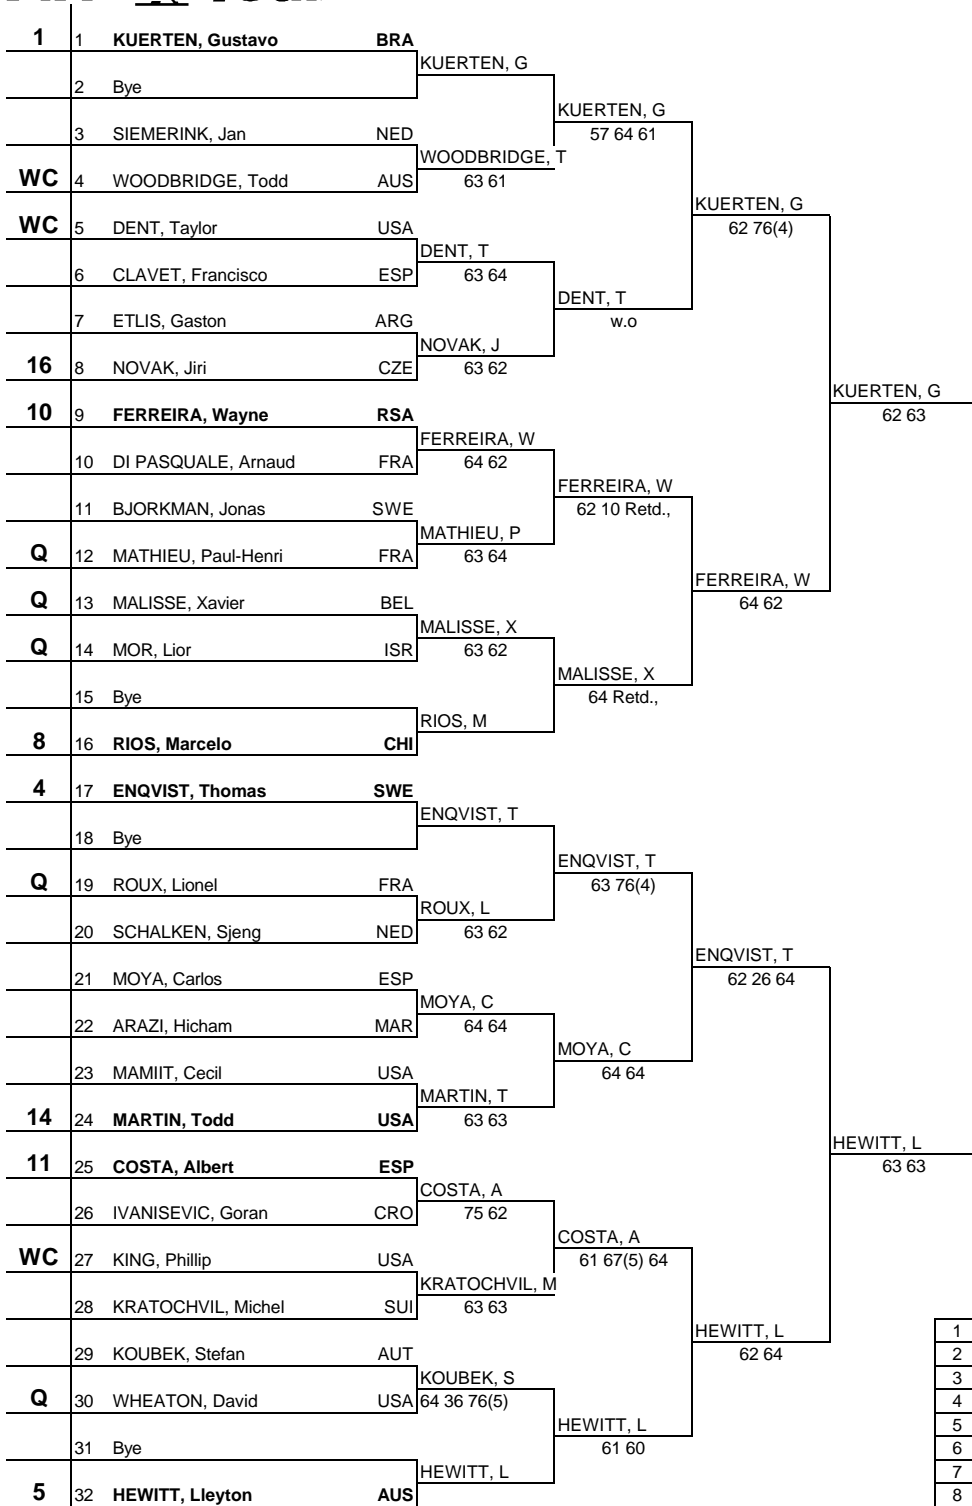 1 1 KUERTEN, Gustavo BRA
KUERTEN, G
2 Bye
KUERTEN, G
3 SIEMERINK, Jan NED 57 64 61
WOODBRIDGE, T
WC 4 WOODBRIDGE, Todd AUS 63 61
KUERTEN, G
WC 5 DENT, Taylor USA 62 76(4)
DENT, T
6 CLAVET, Francisco ESP 63 64
DENT, T
7 ETLIS, Gaston ARG w.o
NOVAK, J
16 8 NOVAK, Jiri CZE 63 62
KUERTEN, G
10 9 FERREIRA, Wayne RSA 62 63
FERREIRA, W
10 DI PASQUALE, Arnaud FRA 64 62
FERREIRA, W
11 BJORKMAN, Jonas SWE 62 10 Retd.,
MATHIEU, P
Q 12 MATHIEU, Paul-Henri FRA 63 64
FERREIRA, W
Q 13 MALISSE, Xavier BEL 64 62
MALISSE, X
Q 14 MOR, Lior ISR 63 62
MALISSE, X
15 Bye 64 Retd.,
RIOS, M
8 16 RIOS, Marcelo CHI
4 17 ENQVIST, Thomas SWE
ENQVIST, T
18 Bye
ENQVIST, T
Q 19 ROUX, Lionel FRA 63 76(4)
ROUX, L
20 SCHALKEN, Sjeng NED 63 62
ENQVIST, T
21 MOYA, Carlos ESP 62 26 64
MOYA, C
22 ARAZI, Hicham MAR 64 64
MOYA, C
23 MAMIIT, Cecil USA 64 64
MARTIN, T
14 24 MARTIN, Todd USA 63 63
HEWITT, L
11 25 COSTA, Albert ESP 63 63
COSTA, A
26 IVANISEVIC, Goran CRO 75 62
COSTA, A
WC 27 KING, Phillip USA 61 67(5) 64
KRATOCHVIL, M
28 KRATOCHVIL, Michel SUI 63 63
HEWITT, L 1
29 KOUBEK, Stefan AUT 62 64 2
KOUBEK, S 3
Q 30 WHEATON, David USA 64 36 76(5) 4
HEWITT, L 5
31 Bye 61 60 6
HEWITT, L 7
5 32 HEWITT, Lleyton AUS 8